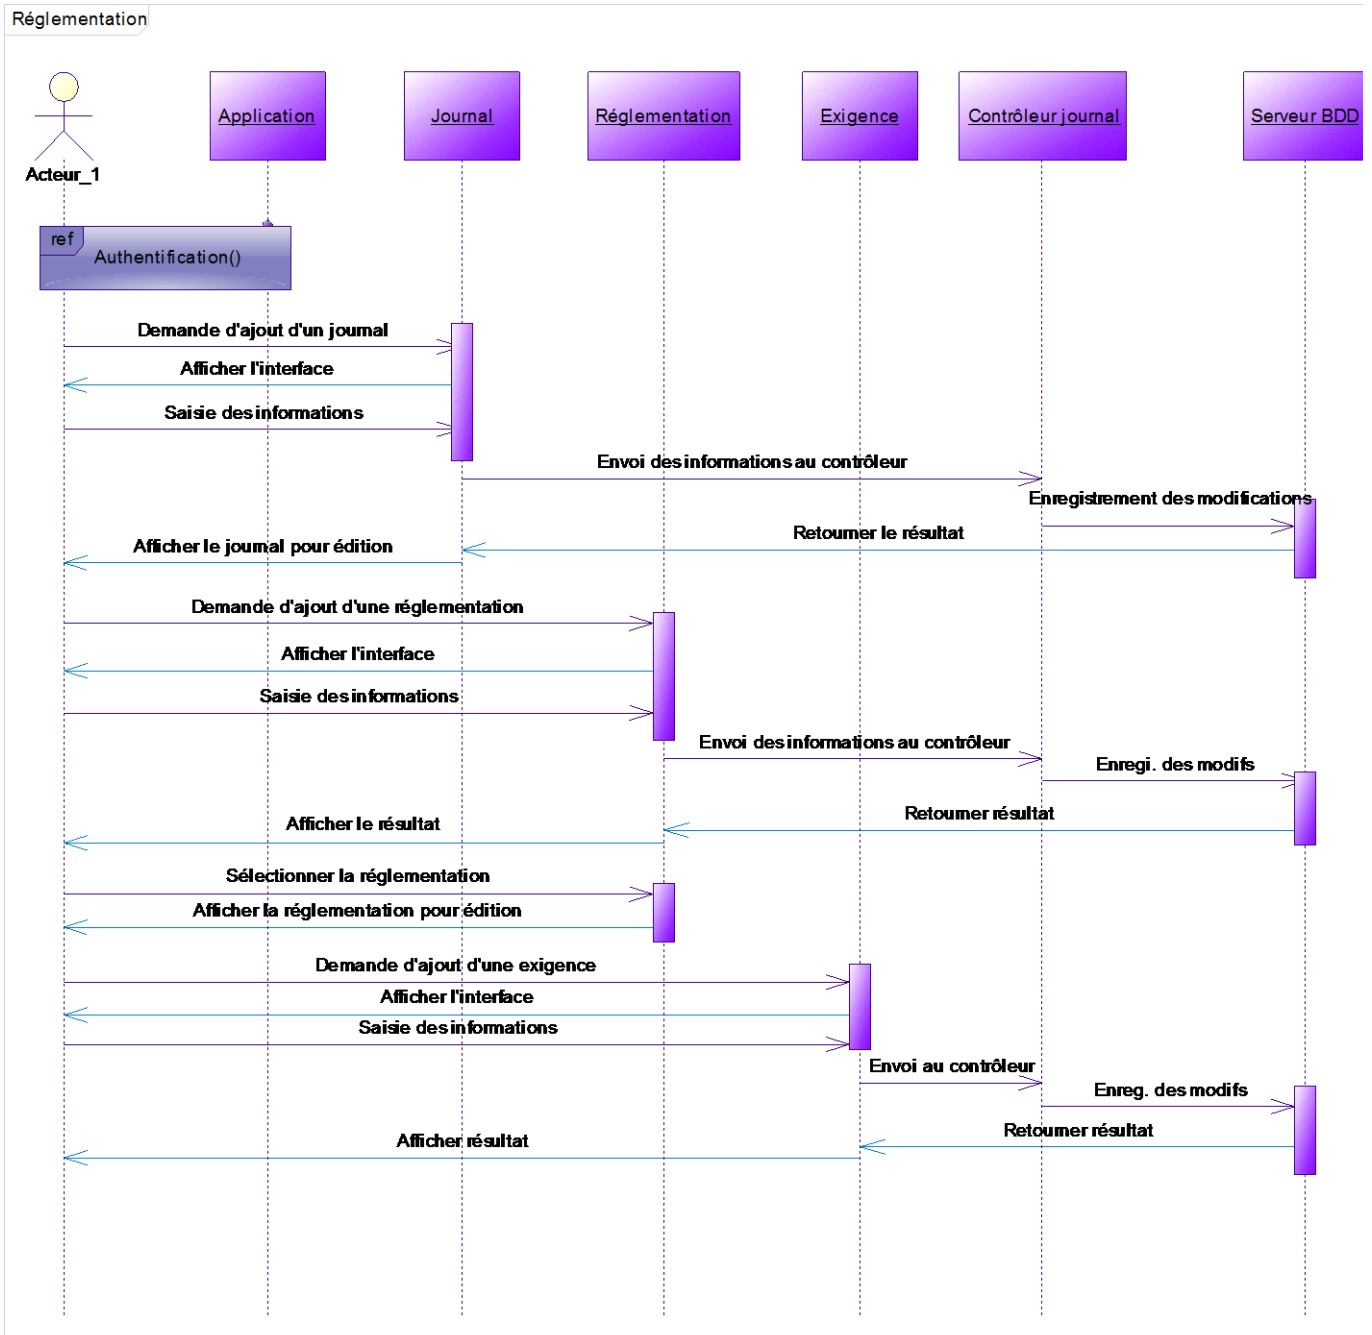 Réglementation
Application
Journal
Réglementation
Exigence
Contrôleur journal
Serveur BDD
Acteur_1
ref
Authentification()
Demande d'ajout d'un journal
Afficher l'interface
Saisie des informations
Envoi des informations au contrôleur
Enregistrement des modifications
Retourner le résultat
Afficher le journal pour édition
Demande d'ajout d'une réglementation
Afficher l'interface
Saisie des informations
Envoi des informations au contrôleur
Enregi. des modifs
Retourner résultat
Afficher le résultat
Sélectionner la réglementation
Afficher la réglementation pour édition
Demande d'ajout d'une exigence
Afficher l'interface
Saisie des informations
Envoi au contrôleur
Enreg. des modifs
Retourner résultat
Afficher résultat